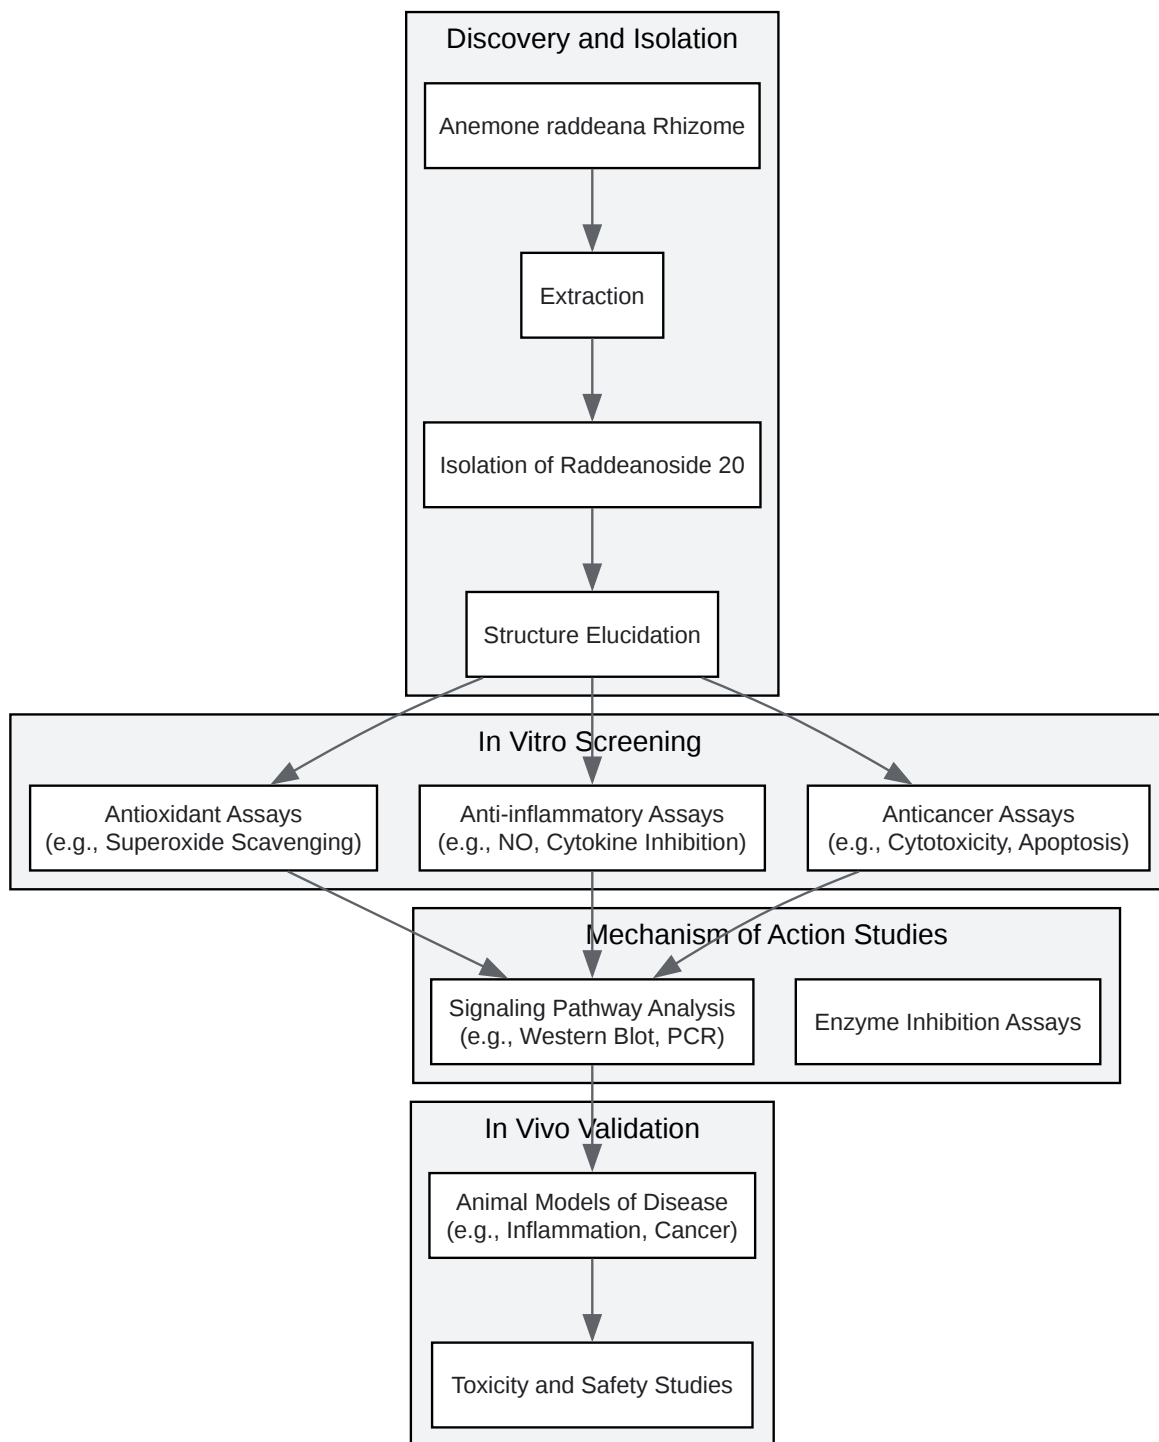 Discovery and Isolation
Anemone raddeana Rhizome
Extraction
Isolation of Raddeanoside 20
Structure Elucidation
In Vitro Screening
Antioxidant Assays
(e.g., Superoxide Scavenging)
Anti-inflammatory Assays
(e.g., NO, Cytokine Inhibition)
Anticancer Assays
(e.g., Cytotoxicity, Apoptosis)
Mechanism of Action Studies
Signaling Pathway Analysis
(e.g., Western Blot, PCR)
Enzyme Inhibition Assays
In Vivo Validation
Animal Models of Disease
(e.g., Inflammation, Cancer)
Toxicity and Safety Studies